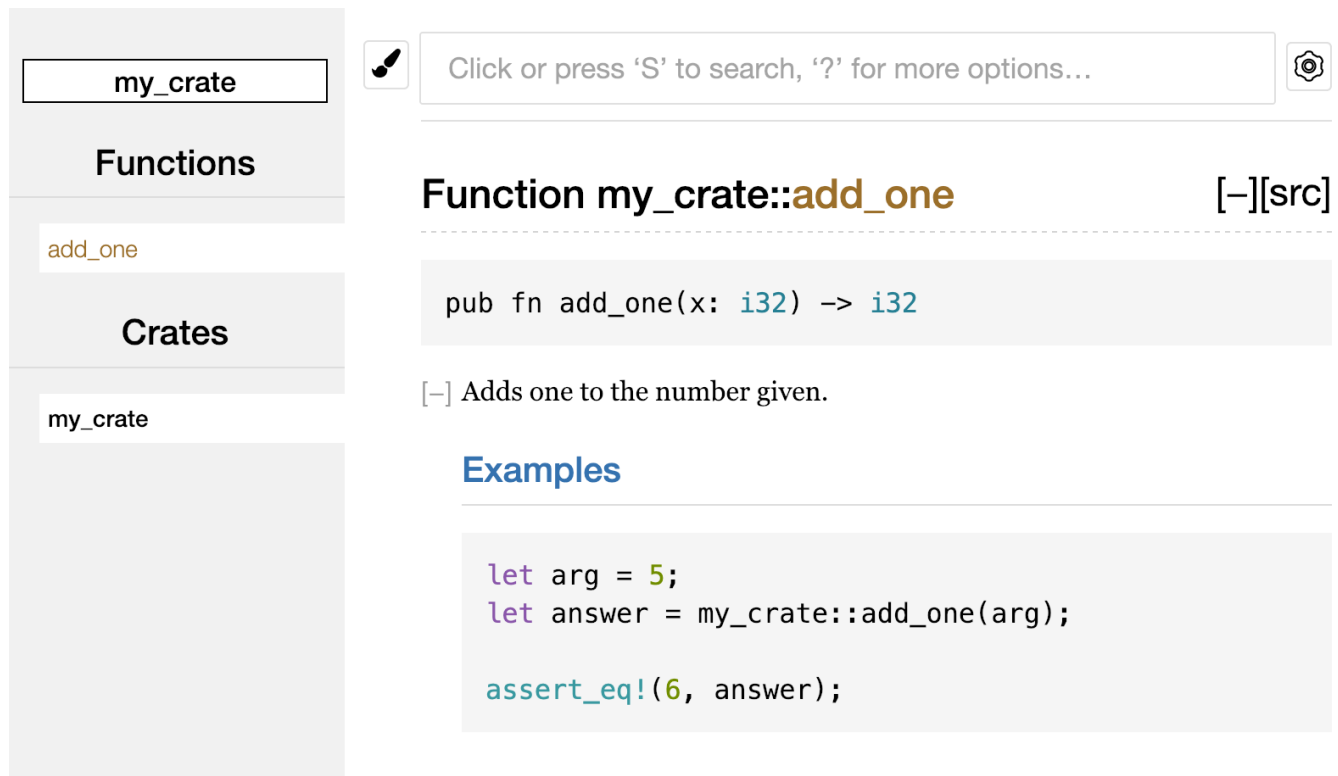 my_crate
Functions
add_one
Crates
my_crate
Click or press ‘S’ to search, ‘?’ for more options…
Function my_crate::add_one [−][src]
pub fn add_one(x: i32) -> i32
[−] Adds one to the number given.
Examples
let arg = 5;
let answer = my_crate::add_one(arg);
assert_eq!(6, answer);